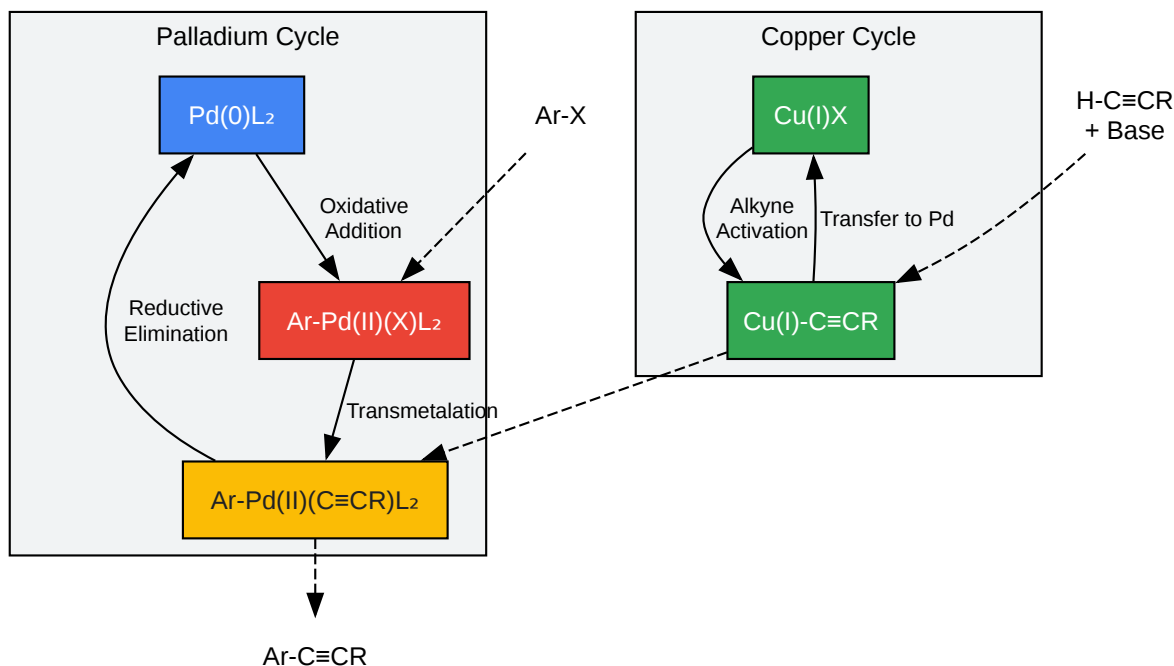 Palladium Cycle
Copper Cycle
Pd(0)L₂
Ar-X
Cu(I)X
H-C≡CR
+ Base
Oxidative
Addition
Alkyne
Activation
Transfer to Pd
Reductive
Elimination
Ar-Pd(II)(X)L₂
Cu(I)-C≡CR
Transmetalation
Ar-Pd(II)(C≡CR)L₂
Ar-C≡CR